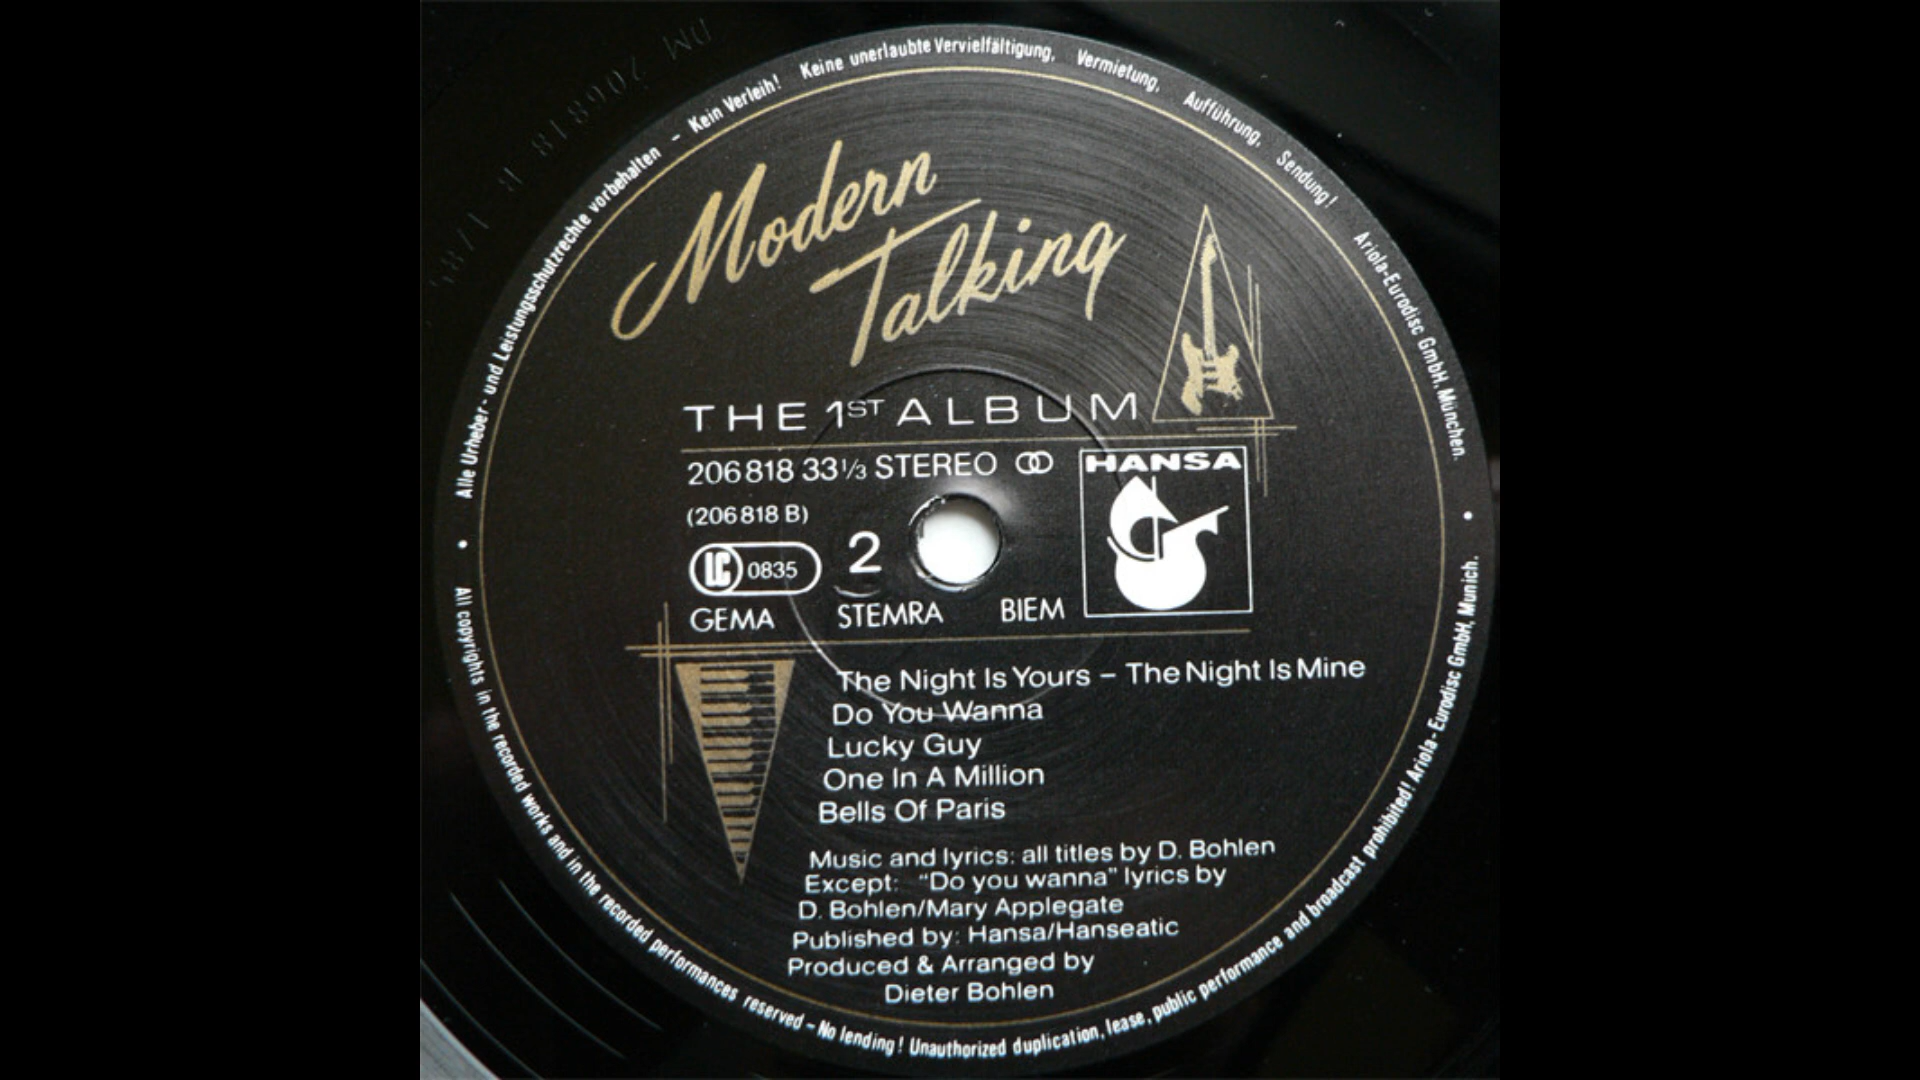 DM 206818 B
Alle Urheber- und Leistungsschutzrechte vorbehalten – Kein Verleih! Keine unerlaubte Vervielfältigung, Vermietung, Aufführung, Sendung! Ariola-Eurodisc GmbH, München.
Modern
Talking
THE 1ST ALBUM
206 818 33⅓ STEREO
HANSA
(206 818 B)
LC 0835
2
GEMA STEMRA BIEM
The Night Is Yours – The Night Is Mine
Do You Wanna
Lucky Guy
One In A Million
Bells Of Paris
Music and lyrics: all titles by D. Bohlen
Except: "Do you wanna" lyrics by
D. Bohlen/Mary Applegate
Published by: Hansa/Hanseatic
Produced & Arranged by
Dieter Bohlen
All copyrights in the recorded works and in the recorded performances reserved – No lending! Unauthorized duplication, lease, public performance and broadcast prohibited! Ariola-Eurodisc GmbH, Munich.